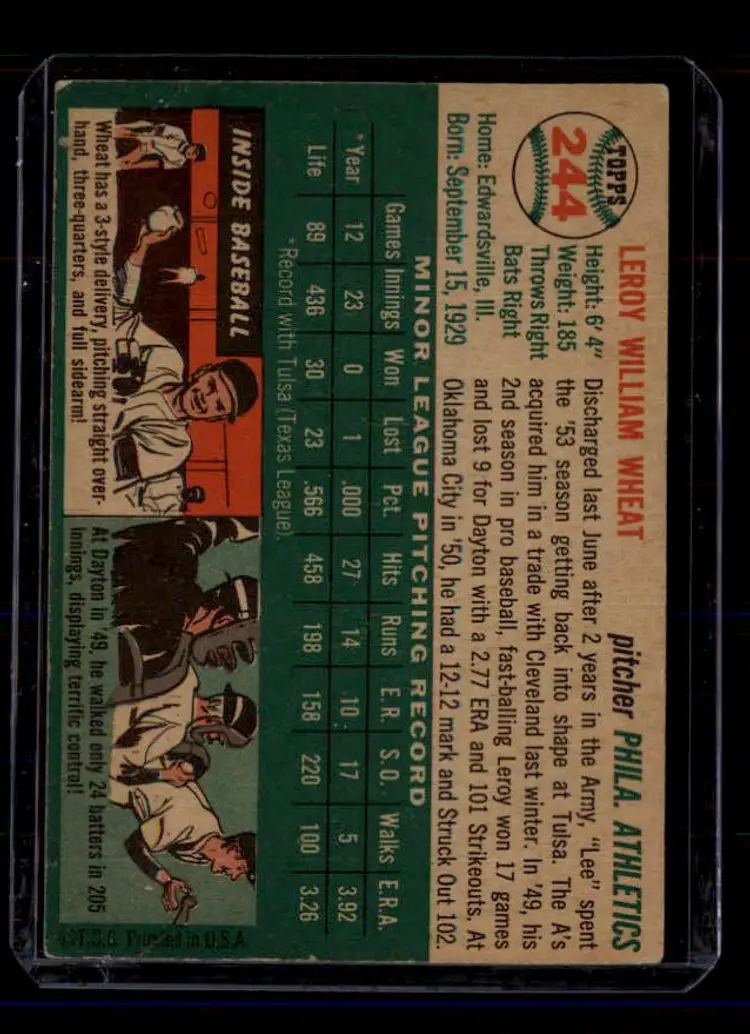 TOPPS
244
LEROY WILLIAM WHEAT
pitcher PHILA. ATHLETICS
Height: 6' 4"
Weight: 185
Throws Right
Bats Right
Home: Edwardsville, Ill.
Born: September 15, 1929
Discharged last June after 2 years in the Army, "Lee" spent
the '53 season getting back into shape at Tulsa. The A's
acquired him in a trade with Cleveland last winter. In '49, his
2nd season in pro baseball, fast-balling Leroy won 17 games
and lost 9 for Dayton with a 2.77 ERA and 101 Strikeouts. At
Oklahoma City in '50, he had a 12-12 mark and Struck Out 102.
MINOR LEAGUE PITCHING RECORD
Games Innings Won Lost Pct. Hits Runs E.R. S.O. Walks E.R.A.
*Year 12 23 0 1 .000 27 14 10 17 5 3.92
Life 89 436 30 23 .566 458 198 158 220 100 3.26
*Record with Tulsa (Texas League).
INSIDE BASEBALL
Wheat has a 3-style delivery, pitching straight over-
hand, three-quarters, and full sidearm!
At Dayton in '49, he walked only 24 batters in 205
innings, displaying terrific control!
©T.C.G. Printed in U.S.A.